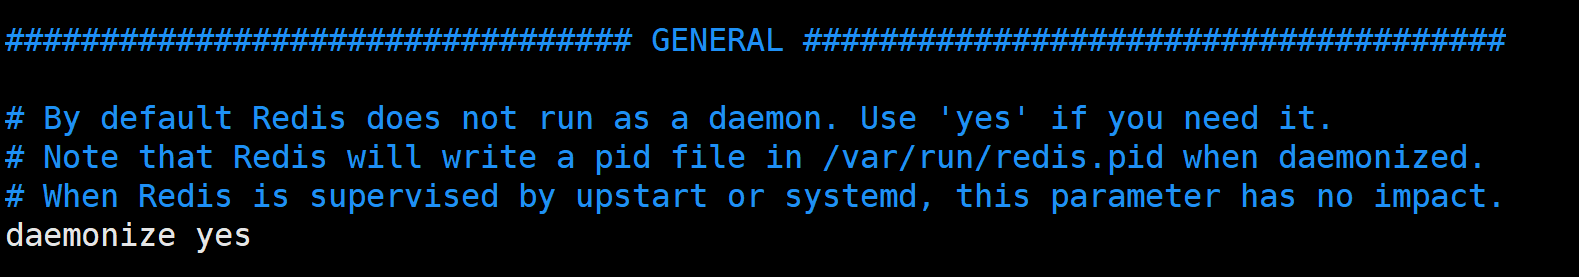 ################################# GENERAL #####################################
# By default Redis does not run as a daemon. Use 'yes' if you need it.
# Note that Redis will write a pid file in /var/run/redis.pid when daemonized.
# When Redis is supervised by upstart or systemd, this parameter has no impact.
daemonize yes